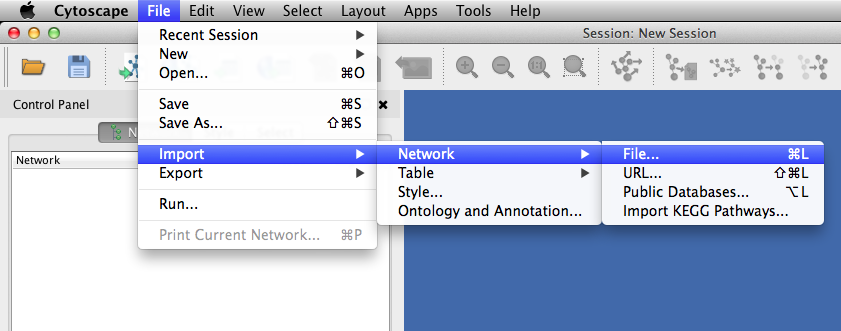 Cytoscape File Edit View Select Layout Apps Tools Help
Session: New Session
Recent Session
New
Open... ⌘O
Save ⌘S
Save As... ⇧⌘S
Import
Export
Run...
Print Current Network... ⌘P
Network
Table
Style...
Ontology and Annotation...
File... ⌘L
URL... ⇧⌘L
Public Databases... ⌥L
Import KEGG Pathways...
Control Panel
Network